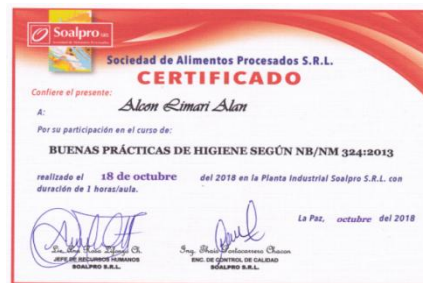 Soalpro SRL
Sociedad de Alimentos Procesados S.R.L.
CERTIFICADO
Confiere el presente:
A: Alcon Limari Alan
Por su participación en el curso de:
BUENAS PRÁCTICAS DE HIGIENE SEGÚN NB/NM 324:2013
realizado el 18 de octubre del 2018 en la Planta Industrial Soalpro S.R.L. con
duración de 1 horas/aula.
La Paz, octubre del 2018
JEFE DE RECURSOS HUMANOS
SOALPRO S.R.L.
Ing. Portocarrero Chacon
ENC. DE CONTROL DE CALIDAD
SOALPRO S.R.L.